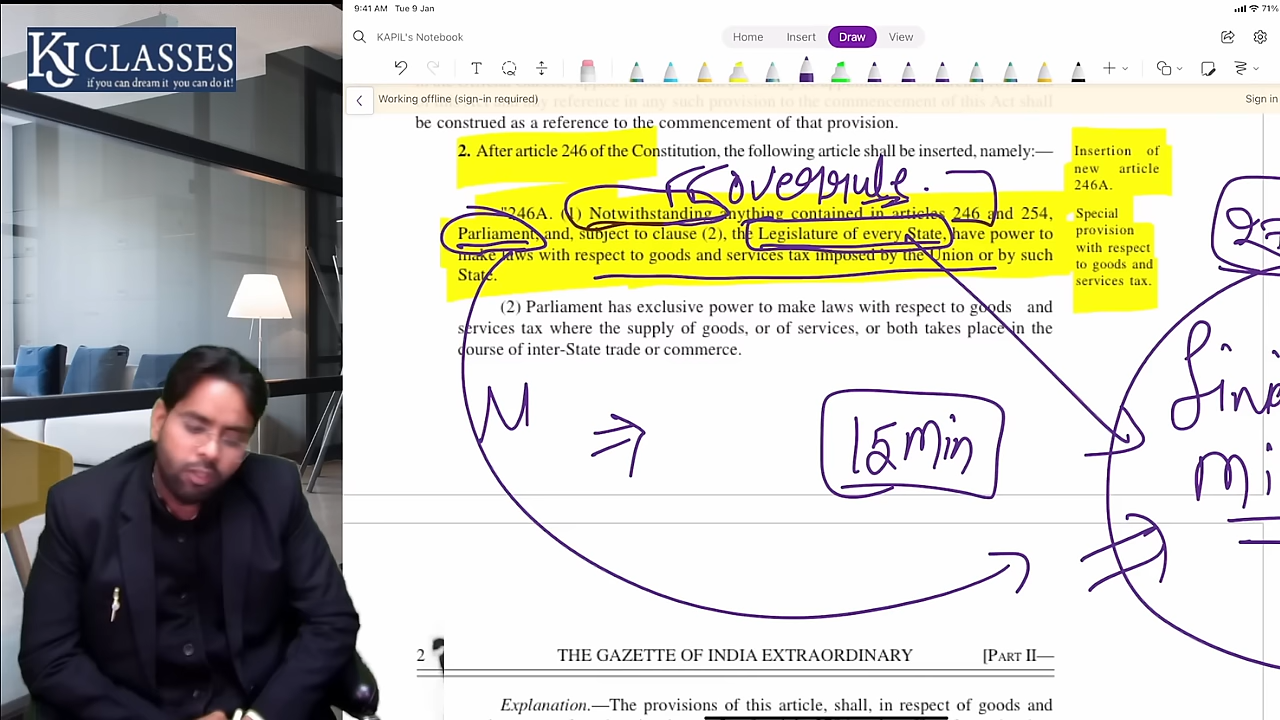 9:41 AM Tue 9 Jan
71%
KJ CLASSES
if you can dream it you can do it!
KAPIL's Notebook
Home Insert Draw View
Working offline (sign-in required)
Sign in
be construed as a reference to the commencement of that provision.
2. After article 246 of the Constitution, the following article shall be inserted, namely:—
Insertion of
new article
246A.
overrule.
"246A. (1) Notwithstanding anything contained in articles 246 and 254,
Parliament, and, subject to clause (2), the Legislature of every State, have power to
make laws with respect to goods and services tax imposed by the Union or by such
State.
Special
provision
with respect
to goods and
services tax.
(2) Parliament has exclusive power to make laws with respect to goods and
services tax where the supply of goods, or of services, or both takes place in the
course of inter-State trade or commerce.
15 Min
2 THE GAZETTE OF INDIA EXTRAORDINARY [PART II—
Explanation.—The provisions of this article, shall, in respect of goods and